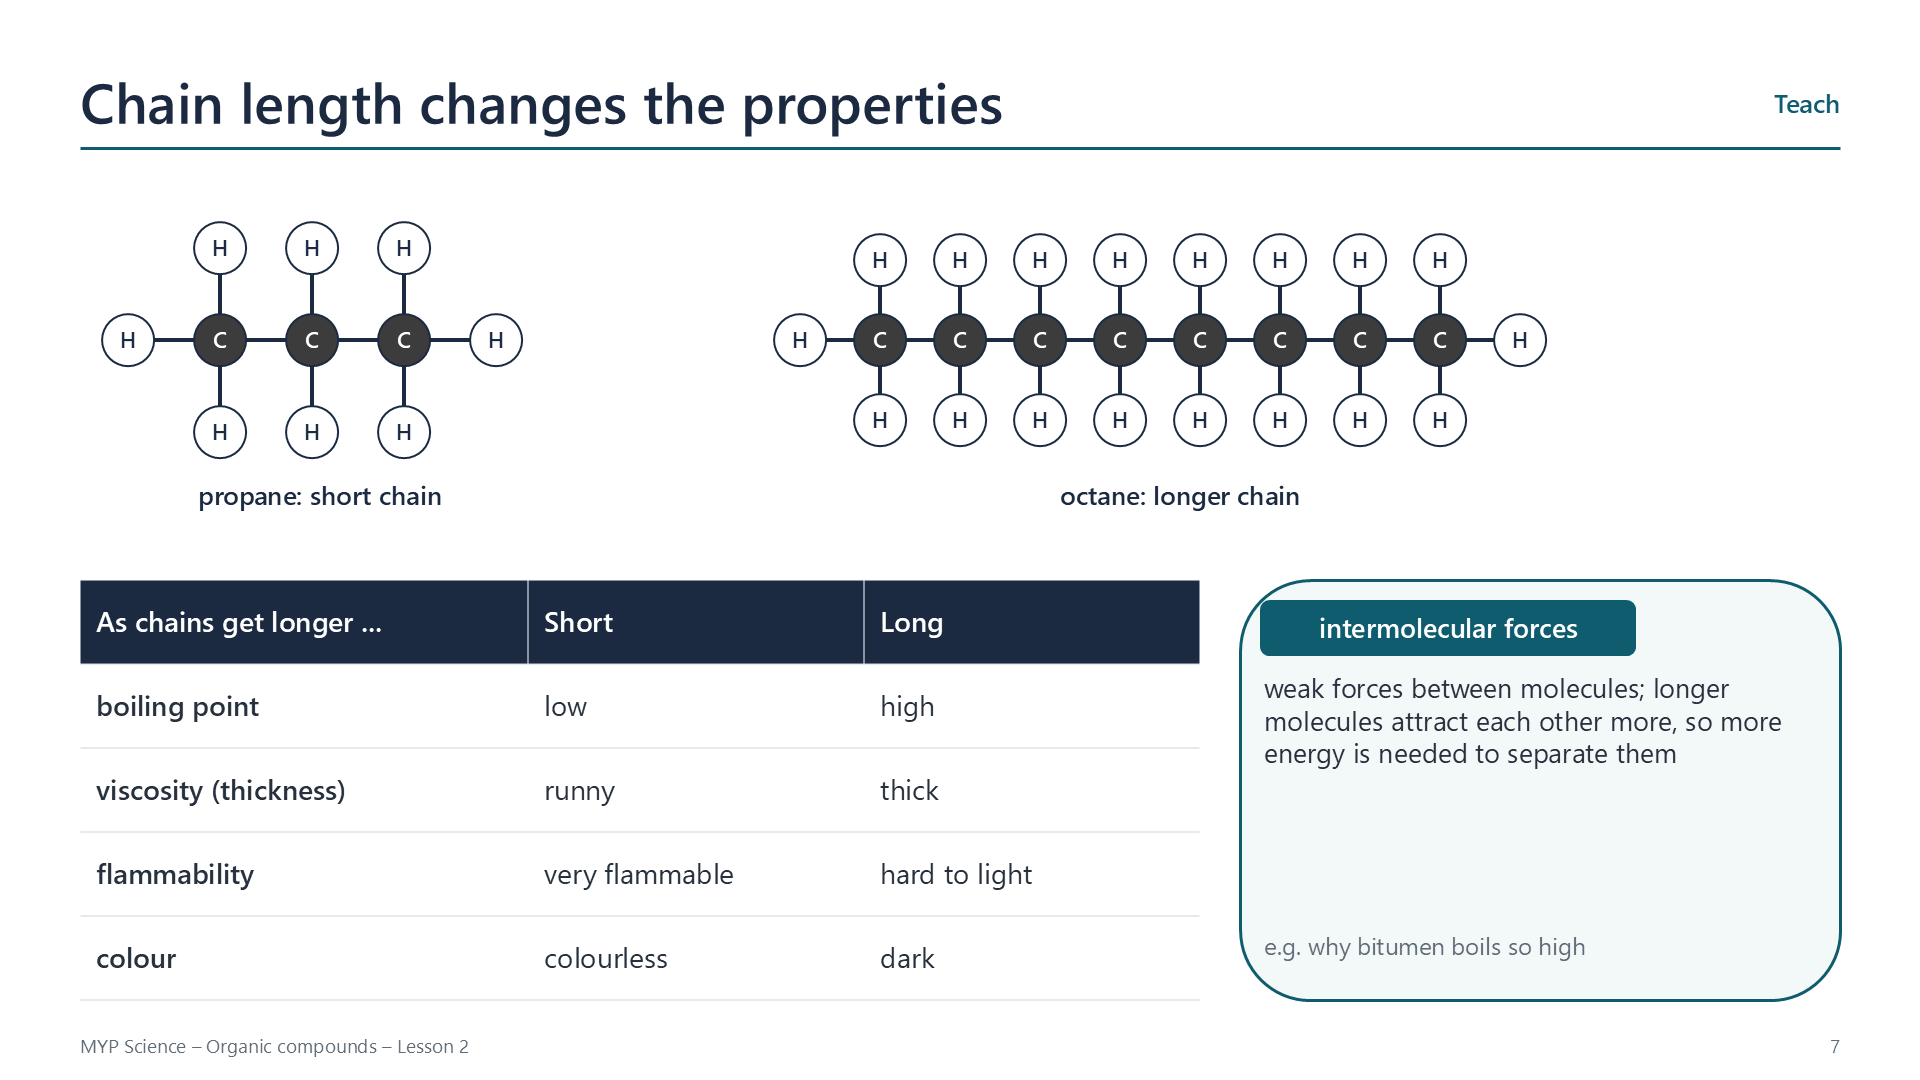 Chain length changes the properties
Teach
H H H
H C C C H
H H H
propane: short chain
H H H H H H H H
H C C C C C C C C H
H H H H H H H H
octane: longer chain
As chains get longer ... Short Long
boiling point low high
viscosity (thickness) runny thick
flammability very flammable hard to light
colour colourless dark
intermolecular forces
weak forces between molecules; longer
molecules attract each other more, so more
energy is needed to separate them
e.g. why bitumen boils so high
MYP Science – Organic compounds – Lesson 2
7